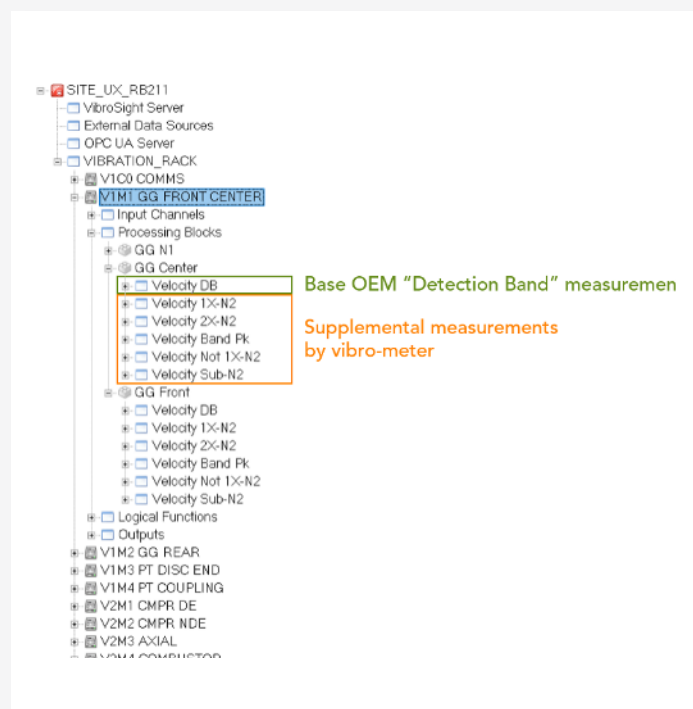 SITE_UX_RB211
VibroSight Server
External Data Sources
OPC UA Server
VIBRATION_RACK
V1C0 COMMS
V1M1 GG FRONT CENTER
Input Channels
Processing Blocks
GG N1
GG Center
Velocity DB
Velocity 1X-N2
Velocity 2X-N2
Velocity Band Pk
Velocity Not 1X-N2
Velocity Sub-N2
GG Front
Velocity DB
Velocity 1X-N2
Velocity 2X-N2
Velocity Band Pk
Velocity Not 1X-N2
Velocity Sub-N2
Logical Functions
Outputs
V1M2 GG REAR
V1M3 PT DISC END
V1M4 PT COUPLING
V2M1 CMPR DE
V2M2 CMPR NDE
V2M3 AXIAL
V2M4 COMBUSTOR
Base OEM “Detection Band” measuremen
Supplemental measurements
by vibro-meter